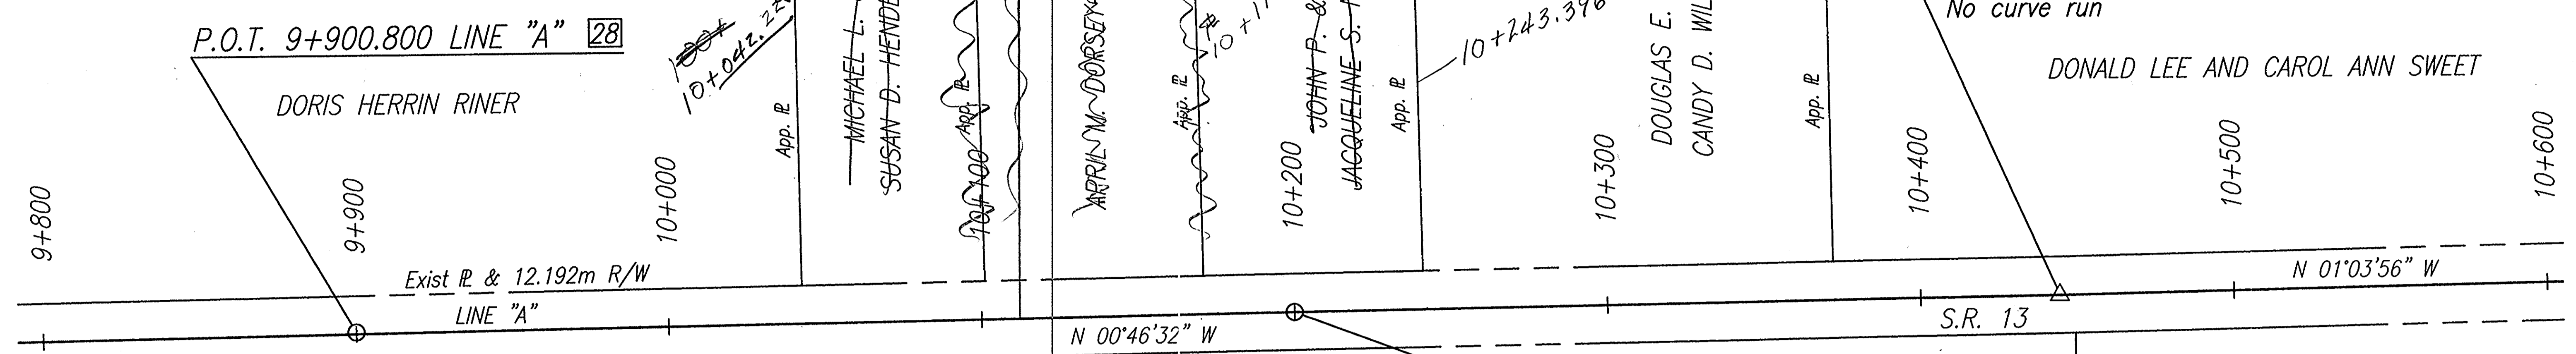 P.O.T. 9+900.800 LINE "A" 28
DORIS HERRIN RINER
10+042.22
App. ⅊
MICHAEL L.
SUSAN D. HENDE
App. ⅊
APRIL M. DORSEY
App. ⅊
10+1
JOHN P. &
JACQUELINE S.
App. ⅊
10+243.396
DOUGLAS E.
CANDY D. WIL
App. ⅊
No curve run
DONALD LEE AND CAROL ANN SWEET
9+800
9+900
10+000
10+100
10+200
10+300
10+400
10+500
10+600
Exist ⅊ & 12.192m R/W
LINE "A"
N 00°46'32" W
S.R. 13
N 01°03'56" W